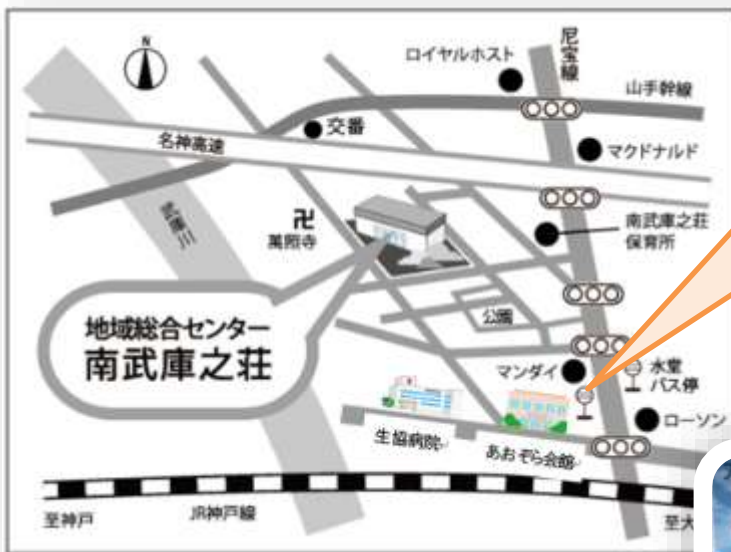 N
ロイヤルホスト
尼宝線
山手幹線
交番
名神高速
マクドナルド
武庫川
卍
萬照寺
南武庫之荘
保育所
地域総合センター
南武庫之荘
公園
マンダイ
水堂
バス停
ローソン
生協病院
あおぞら会館
至神戸
JR神戸線
至大